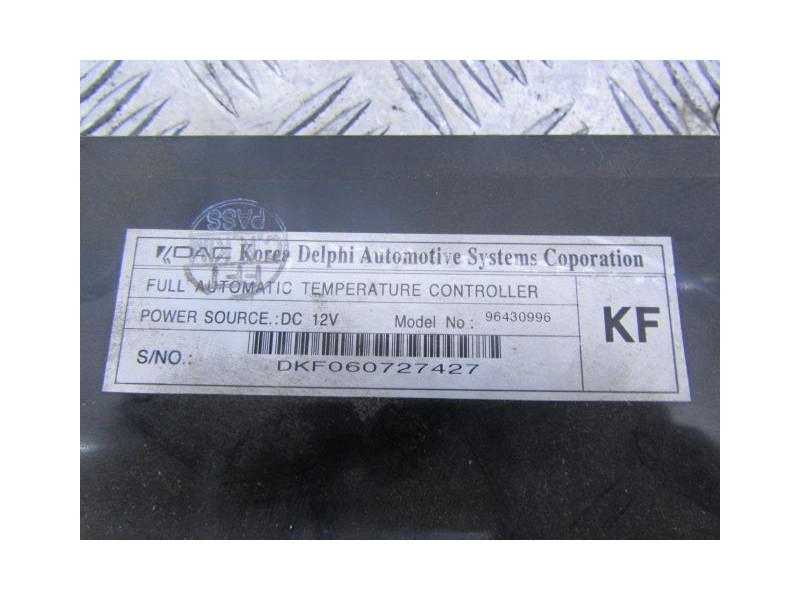 KDAC Korea Delphi Automotive Systems Coporation
FULL AUTOMATIC TEMPERATURE CONTROLLER
POWER SOURCE.:DC 12V Model No : 96430996
KF
S/NO.:
DKF060727427
PASS